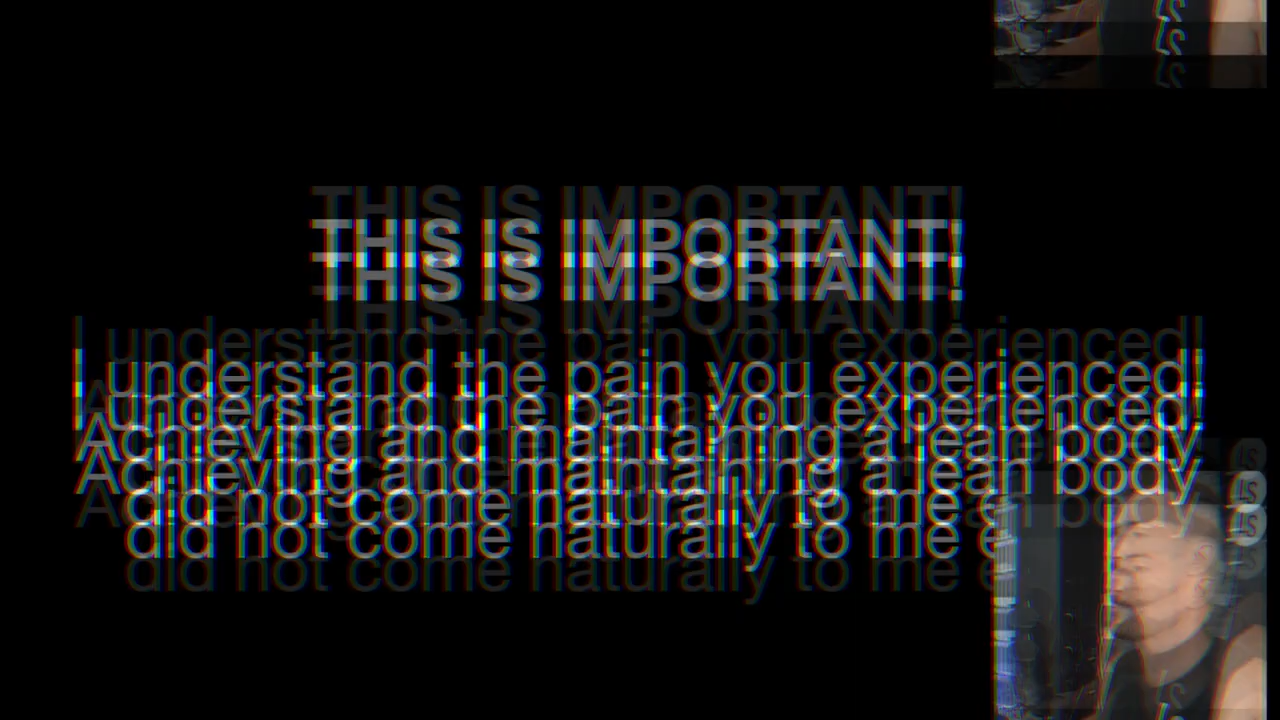 THIS IS IMPORTANT!
I understand the pain you experienced!
Achieving and maintaining a lean body
did not come naturally to me